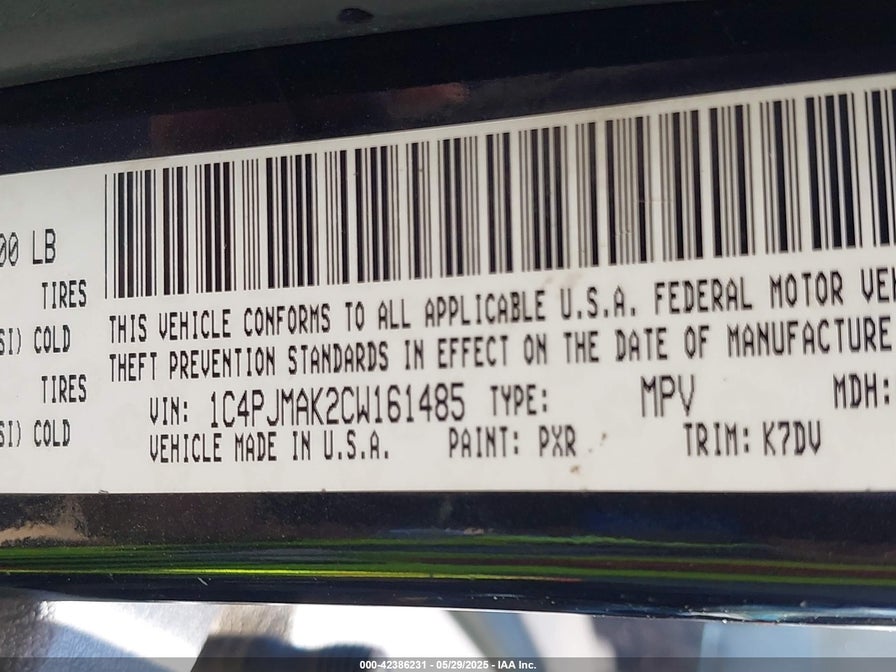 00 LB
TIRES
SI) COLD
TIRES
SI) COLD
THIS VEHICLE CONFORMS TO ALL APPLICABLE U.S.A. FEDERAL MOTOR VEH
THEFT PREVENTION STANDARDS IN EFFECT ON THE DATE OF MANUFACTURE
VIN: 1C4PJMAK2CW161485 TYPE: MPV MDH:
VEHICLE MADE IN U.S.A. PAINT: PXR TRIM: K7DV
000-42386231 - 05/29/2025 - IAA Inc.